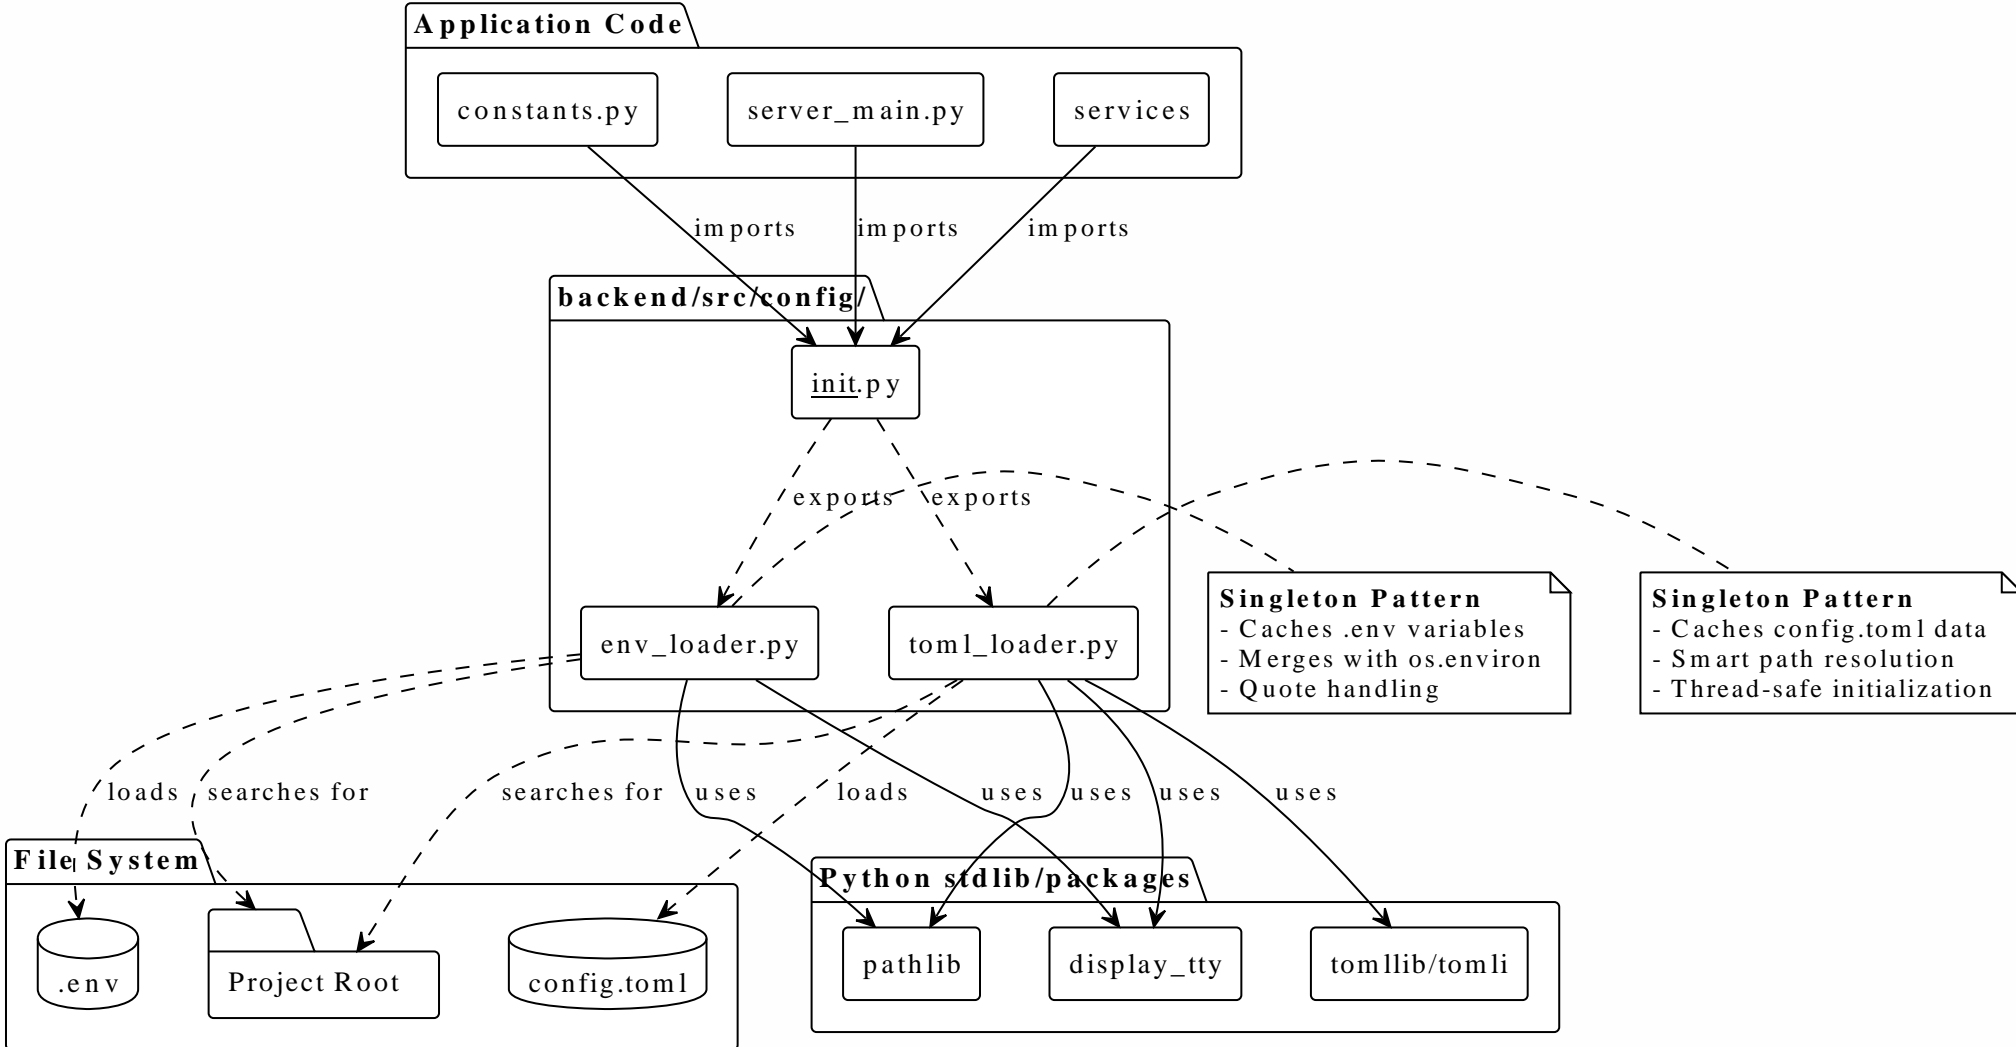 Application Code
constants.py
server_main.py
services
imports
imports
imports
backend/src/config/
init.py
exports
exports
env_loader.py
toml_loader.py
Singleton Pattern
- Caches .env variables
- Merges with os.environ
- Quote handling
Singleton Pattern
- Caches config.toml data
- Smart path resolution
- Thread-safe initialization
loads
searches for
searches for
uses
loads
uses
uses
uses
uses
File System
.env
Project Root
config.toml
Python stdlib/packages
pathlib
display_tty
tomllib/tomli